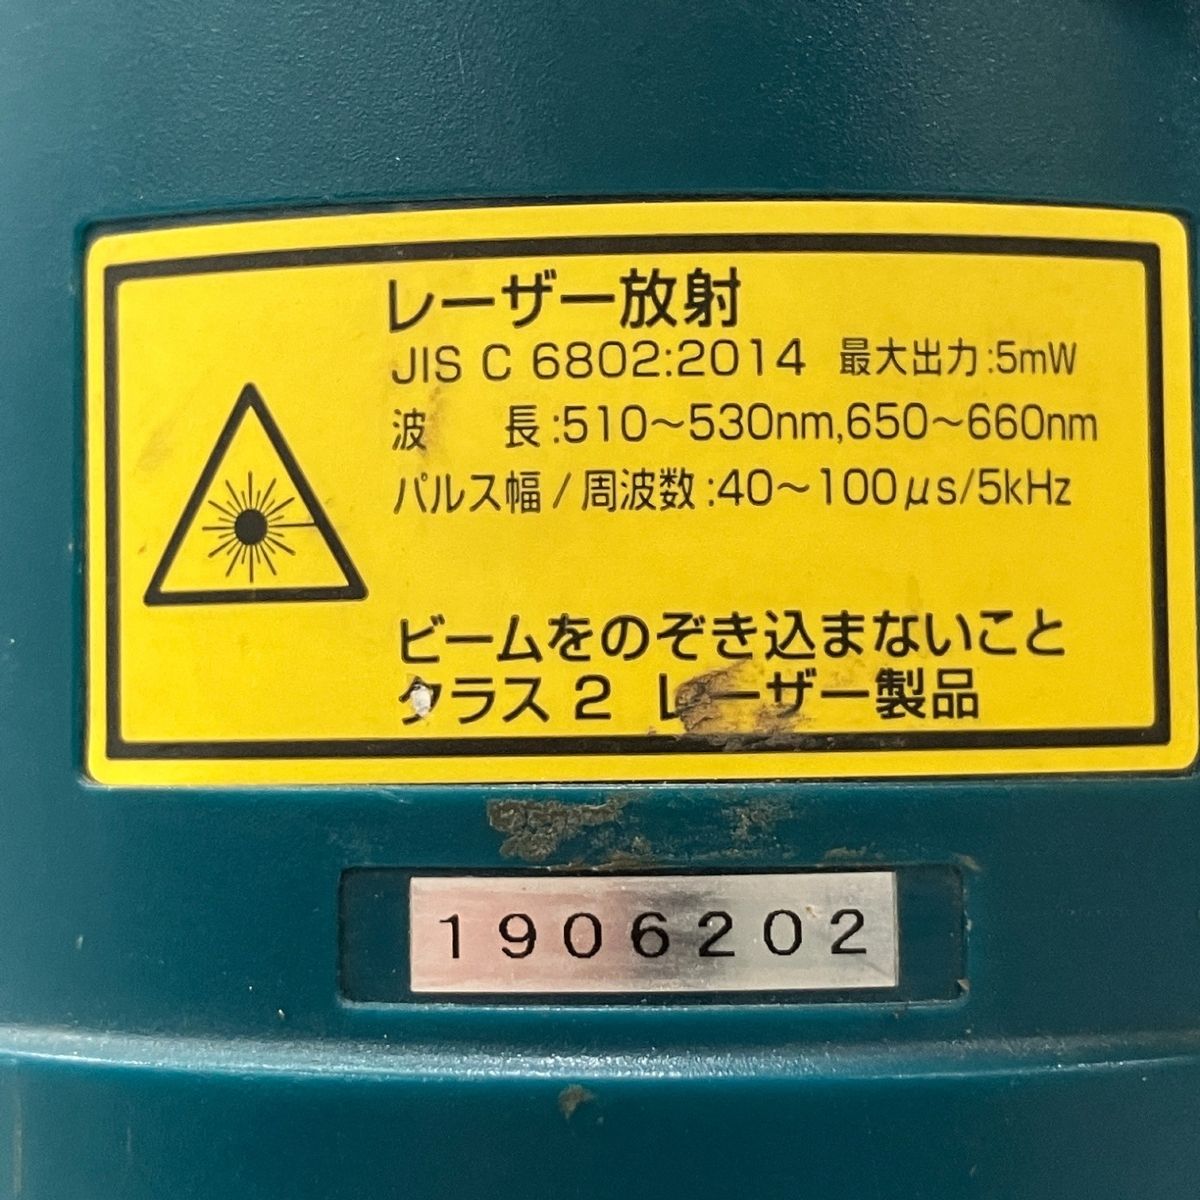 レーザー放射
JIS C 6802:2014 最大出力:5mW
波 長:510〜530nm,650〜660nm
パルス幅/周波数:40〜100μs/5kHz
ビームをのぞき込まないこと
クラス2 レーザー製品
1906202